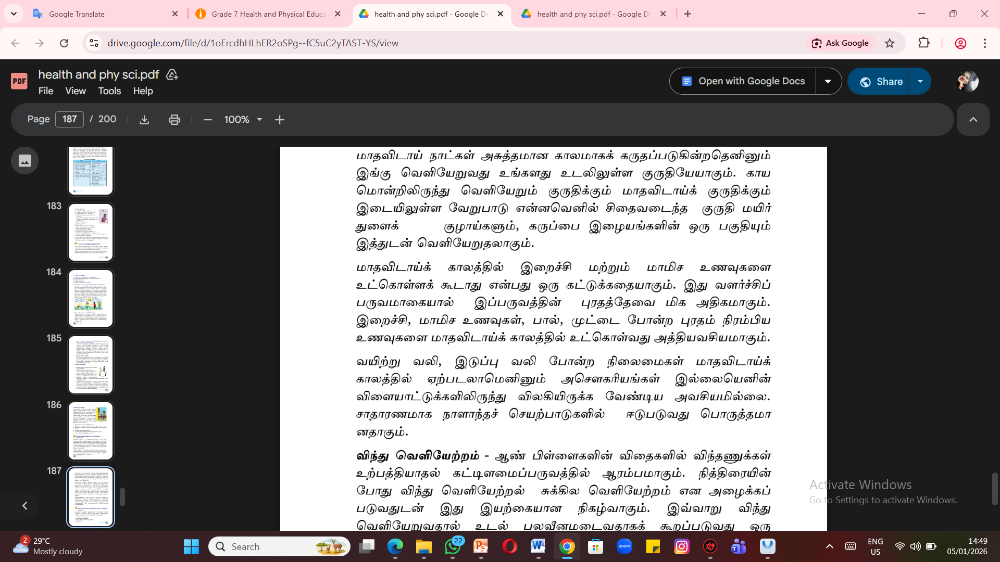 Google Translate
Grade 7 Health and Physical Educa
health and phy sci.pdf - Google Dr
health and phy sci.pdf - Google Dr
drive.google.com/file/d/1oErcdhHLhER2oSPg--fC5uC2yTAST-YS/view
Ask Google
PDF
health and phy sci.pdf
File View Tools Help
Open with Google Docs
Share
Page 187 / 200
100%
183
184
185
186
187
மாதவிடாய் நாட்கள் அசுத்தமான காலமாகக் கருதப்படுகின்றதெனினும்
இங்கு வெளியேறுவது உங்களது உடலிலுள்ள குருதியேயாகும். காய
மொன்றிலிருந்து வெளியேறும் குருதிக்கும் மாதவிடாய்க் குருதிக்கும்
இடையிலுள்ள வேறுபாடு என்னவெனில் சிதைவடைந்த குருதி மயிர்
துளைக் குழாய்களும், கருப்பை இழையங்களின் ஒரு பகுதியும்
இத்துடன் வெளியேறுதலாகும்.
மாதவிடாய்க் காலத்தில் இறைச்சி மற்றும் மாமிச உணவுகளை
உட்கொள்ளக் கூடாது என்பது ஒரு கட்டுக்கதையாகும். இது வளர்ச்சிப்
பருவமாகையால் இப்பருவத்தின் புரதத்தேவை மிக அதிகமாகும்.
இறைச்சி, மாமிச உணவுகள், பால், முட்டை போன்ற புரதம் நிரம்பிய
உணவுகளை மாதவிடாய்க் காலத்தில் உட்கொள்வது அத்தியவசியமாகும்.
வயிற்று வலி, இடுப்பு வலி போன்ற நிலைமைகள் மாதவிடாய்க்
காலத்தில் ஏற்படலாமெனினும் அசௌகரியங்கள் இல்லையெனின்
விளையாட்டுக்களிலிருந்து விலகியிருக்க வேண்டிய அவசியமில்லை.
சாதாரணமாக நாளாந்தச் செயற்பாடுகளில் ஈடுபடுவது பொருத்தமா
னதாகும்.
விந்து வெளியேற்றம் - ஆண் பிள்ளைகளின் விதைகளில் விந்தணுக்கள்
உற்பத்தியாதல் கட்டிளமைப்பருவத்தில் ஆரம்பமாகும். நித்திரையின்
போது விந்து வெளியேற்றல் சுக்கில வெளியேற்றம் என அழைக்கப்
படுவதுடன் இது இயற்கையான நிகழ்வாகும். இவ்வாறு விந்து
வெளியேறுவதால் உடல் பலவீனமடைவதாகக் கூறப்படுவது ஒரு
Activate Windows
Go to Settings to activate Windows.
2
29°C
Mostly cloudy
Search
22
zoom
ENG
US
14:49
05/01/2026